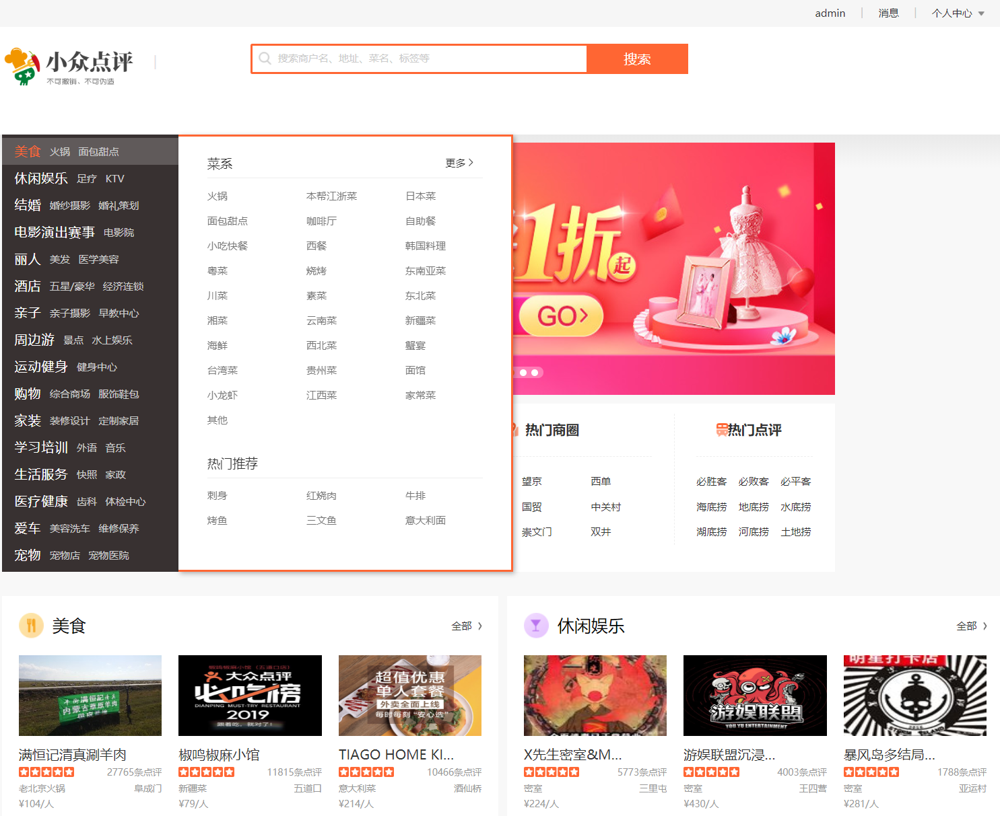 admin 消息 个人中心
小众点评
不可撤销、不可伪造
搜索商户名、地址、菜名、标签等 搜索
美食 火锅 面包甜点
休闲娱乐 足疗 KTV
结婚 婚纱摄影 婚礼策划
电影演出赛事 电影院
丽人 美发 医学美容
酒店 五星/豪华 经济连锁
亲子 亲子摄影 早教中心
周边游 景点 水上娱乐
运动健身 健身中心
购物 综合商场 服饰鞋包
家装 装修设计 定制家居
学习培训 外语 音乐
生活服务 快照 家政
医疗健康 齿科 体检中心
爱车 美容洗车 维修保养
宠物 宠物店 宠物医院
菜系 更多
火锅 本帮江浙菜 日本菜
面包甜点 咖啡厅 自助餐
小吃快餐 西餐 韩国料理
粤菜 烧烤 东南亚菜
川菜 素菜 东北菜
湘菜 云南菜 新疆菜
海鲜 西北菜 蟹宴
台湾菜 贵州菜 面馆
小龙虾 江西菜 家常菜
其他
热门推荐
刺身 红烧肉 牛排
烤鱼 三文鱼 意大利面
1折起
GO
热门商圈
望京 西单
国贸 中关村
崇文门 双井
热门点评
必胜客 必败客 必平客
海底捞 地底捞 水底捞
湖底捞 河底捞 土地捞
美食 全部
满恒记清真涮羊肉
27765条点评
老北京火锅 阜成门
¥104/人
椒鸣椒麻小馆（五道口店）
大众点评
必吃榜
DIANPING MUST-TRY RESTAURANT
2019
跟着吃，就对了！
椒鸣椒麻小馆
11815条点评
新疆菜 五道口
¥79/人
超值优惠
单人套餐
外卖全面上线
每时每刻“安心选”
TIAGO HOME KI...
10466条点评
意大利菜 酒仙桥
¥214/人
休闲娱乐 全部
X先生密室&M...
5773条点评
密室 三里屯
¥224/人
游娱联盟
YOU YU ENTERTAINMENT
游娱联盟沉浸...
4003条点评
密室 王四营
¥430/人
明星打卡店
暴风岛多结局...
1788条点评
密室 亚运村
¥281/人